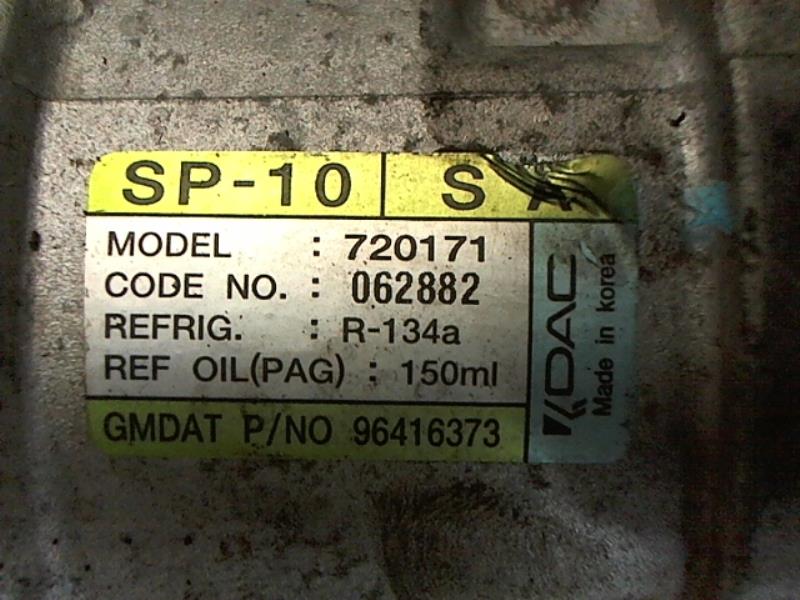 SP-10 S A
MODEL : 720171
CODE NO. : 062882
REFRIG. : R-134a
REF OIL(PAG) : 150ml
GMDAT P/NO 96416373
KDAC
Made in korea